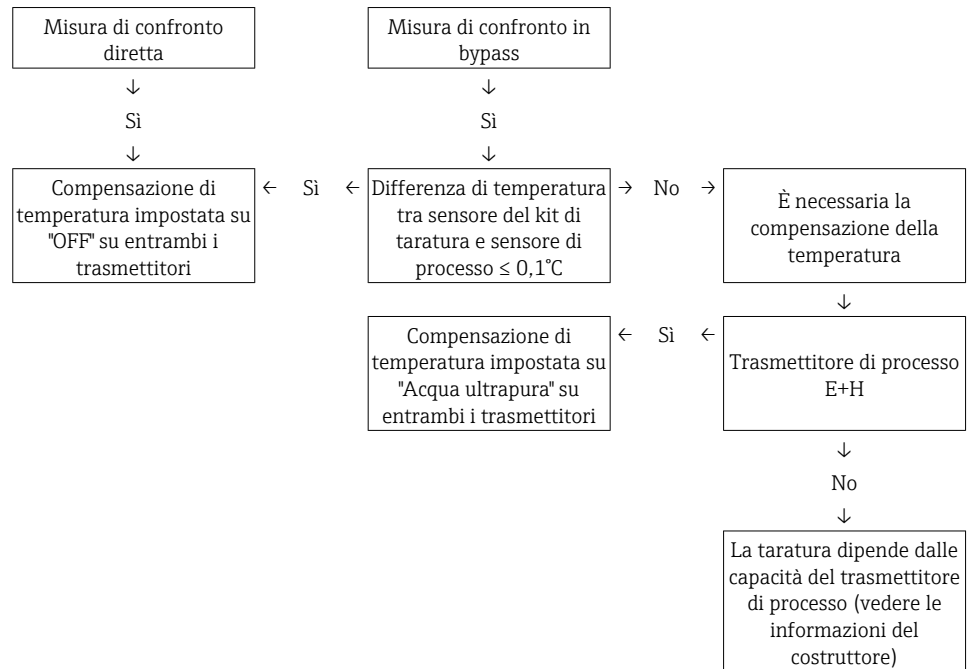 Misura di confronto
diretta
Misura di confronto in
bypass
↓
↓
Sì
Sì
↓
↓
Compensazione di
temperatura impostata su
"OFF" su entrambi i
trasmettitori
← Sì ←
Differenza di temperatura
tra sensore del kit di
taratura e sensore di
processo ≤ 0,1°C
→ No →
È necessaria la
compensazione della
temperatura
↓
Compensazione di
temperatura impostata su
"Acqua ultrapura" su
entrambi i trasmettitori
← Sì ←
Trasmettitore di processo
E+H
↓
No
↓
La taratura dipende dalle
capacità del trasmettitore
di processo (vedere le
informazioni del
costruttore)